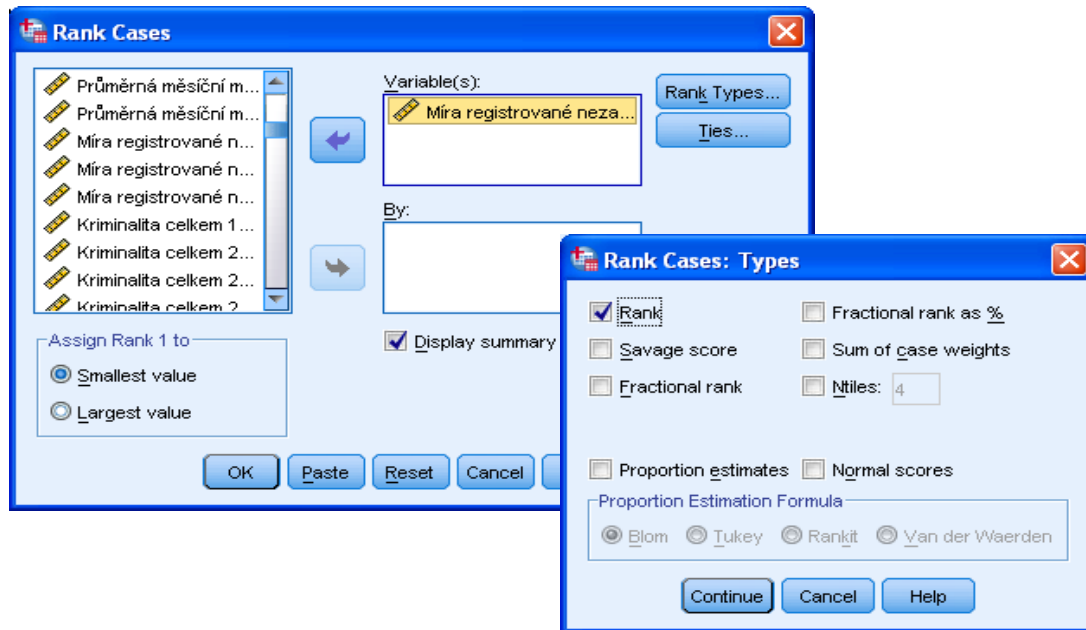 Rank Cases
Průměrná měsíční m...
Průměrná měsíční m...
Míra registrované n...
Míra registrované n...
Míra registrované n...
Kriminalita celkem 1...
Kriminalita celkem 2...
Kriminalita celkem 2...
Kriminalita celkem 2
Variable(s):
Míra registrované neza...
Rank Types...
Ties...
By:
Assign Rank 1 to
Smallest value
Largest value
Display summary
OK
Paste
Reset
Cancel
Rank Cases: Types
Rank
Fractional rank as %
Savage score
Sum of case weights
Fractional rank
Ntiles: 4
Proportion estimates
Normal scores
Proportion Estimation Formula
Blom
Tukey
Rankit
Van der Waerden
Continue
Cancel
Help